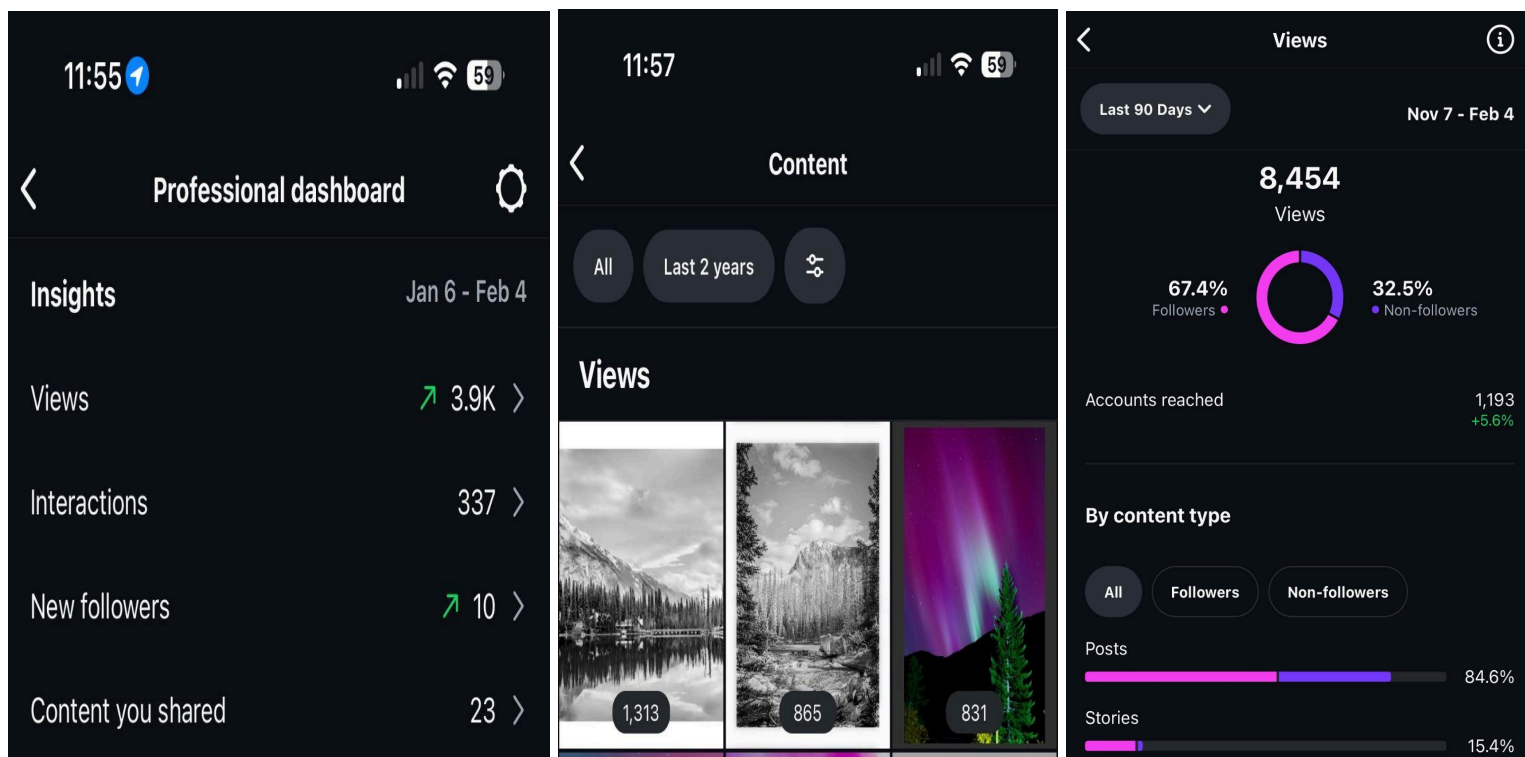 11:55
59
Professional dashboard
Insights
Jan 6 - Feb 4
Views
3.9K
Interactions
337
New followers
10
Content you shared
23
11:57
59
Content
All
Last 2 years
Views
1,313
865
831
Views
Last 90 Days
Nov 7 - Feb 4
8,454
Views
67.4%
Followers
32.5%
Non-followers
Accounts reached
1,193
+5.6%
By content type
All
Followers
Non-followers
Posts
84.6%
Stories
15.4%